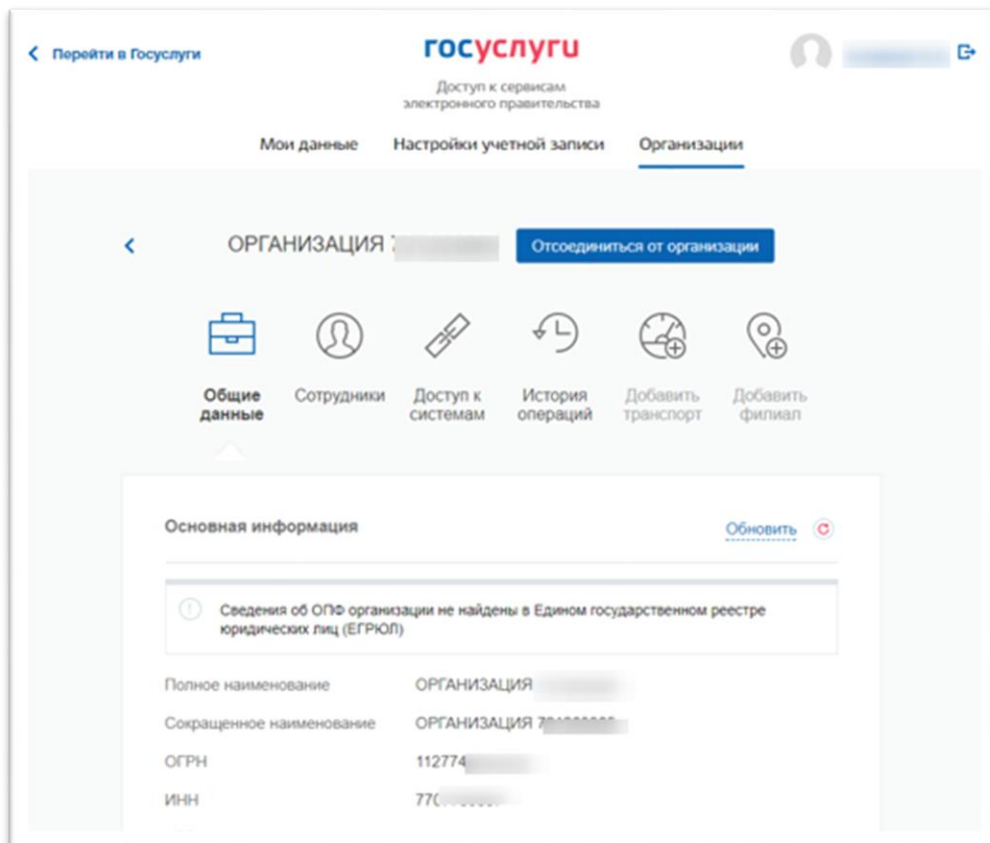 Перейти в Госуслуги
госуслуги
Доступ к сервисам
электронного правительства
Мои данные Настройки учетной записи Организации
ОРГАНИЗАЦИЯ Отсоединиться от организации
Общие данные
Сотрудники
Доступ к системам
История операций
Добавить транспорт
Добавить филиал
Основная информация Обновить
Сведения об ОПФ организации не найдены в Едином государственном реестре
юридических лиц (ЕГРЮЛ)
Полное наименование ОРГАНИЗАЦИЯ
Сокращенное наименование ОРГАНИЗАЦИЯ
ОГРН 112774
ИНН 770